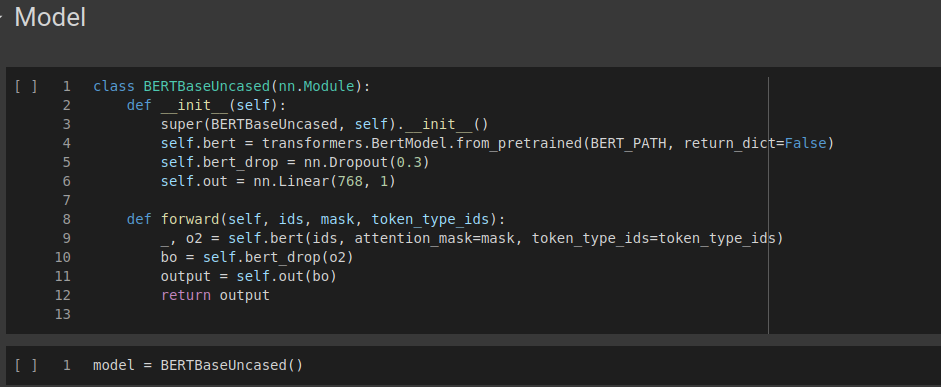 Model
[ ] 1 class BERTBaseUncased(nn.Module):
2     def __init__(self):
3         super(BERTBaseUncased, self).__init__()
4         self.bert = transformers.BertModel.from_pretrained(BERT_PATH, return_dict=False)
5         self.bert_drop = nn.Dropout(0.3)
6         self.out = nn.Linear(768, 1)
7
8     def forward(self, ids, mask, token_type_ids):
9         _, o2 = self.bert(ids, attention_mask=mask, token_type_ids=token_type_ids)
10         bo = self.bert_drop(o2)
11         output = self.out(bo)
12         return output
13
[ ] 1 model = BERTBaseUncased()